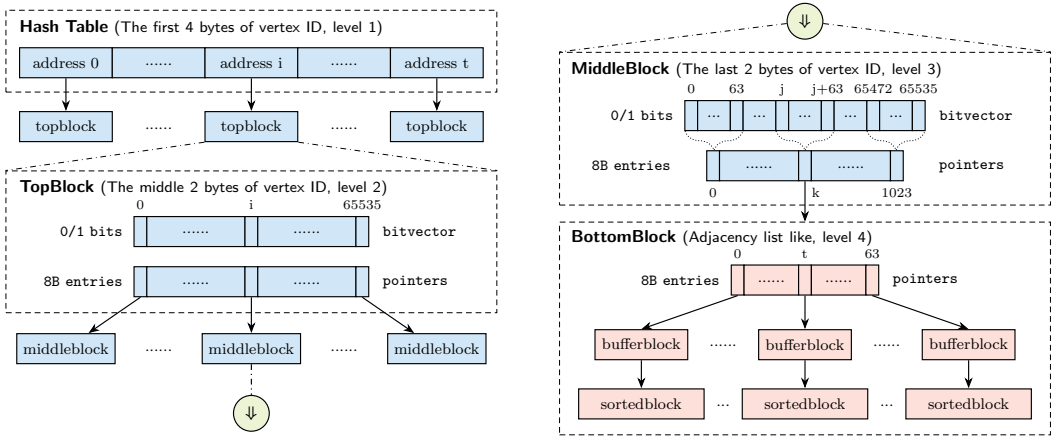 Hash Table (The first 4 bytes of vertex ID, level 1)
address 0 ...... address i ...... address t
topblock ...... topblock ...... topblock
TopBlock (The middle 2 bytes of vertex ID, level 2)
0 i 65535
0/1 bits ...... ...... bitvector
8B entries ...... ...... pointers
middleblock ...... middleblock ...... middleblock
⇓
⇓
MiddleBlock (The last 2 bytes of vertex ID, level 3)
0 63 j j+63 65472 65535
0/1 bits ... ... ... ... ... ... ... bitvector
8B entries ...... ...... pointers
0 k 1023
BottomBlock (Adjacency list like, level 4)
0 t 63
8B entries ...... ...... pointers
bufferblock ...... bufferblock ...... bufferblock
sortedblock ... sortedblock ... sortedblock